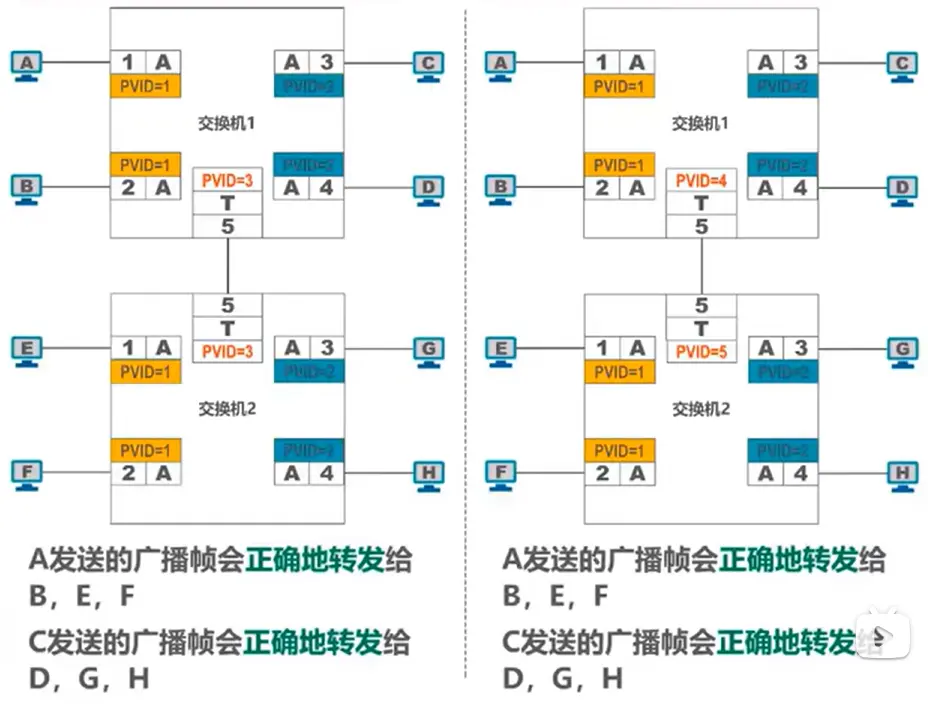 A
1 A
PVID=1
A 3
PVID=2
C
交换机1
B
PVID=1
2 A
PVID=3
T
5
PVID=2
A 4
D
E
1 A
PVID=1
5
T
PVID=3
A 3
PVID=2
G
交换机2
F
PVID=1
2 A
PVID=2
A 4
H
A发送的广播帧会正确地转发给
B，E，F
C发送的广播帧会正确地转发给
D，G，H
A
1 A
PVID=1
A 3
PVID=2
C
交换机1
B
PVID=1
2 A
PVID=4
T
5
PVID=2
A 4
D
E
1 A
PVID=1
5
T
PVID=5
A 3
PVID=2
G
交换机2
F
PVID=1
2 A
PVID=2
A 4
H
A发送的广播帧会正确地转发给
B，E，F
C发送的广播帧会正确地转发给
D，G，H